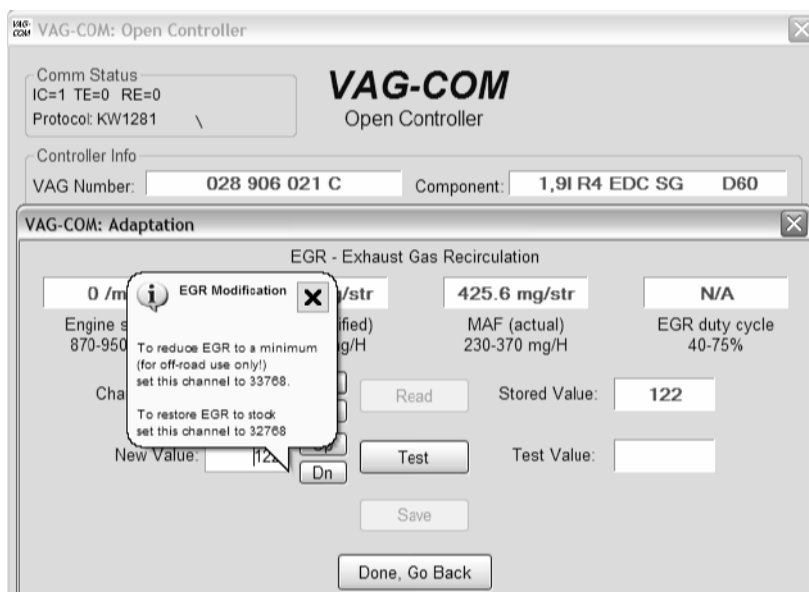 VAG-COM: Open Controller
Comm Status
IC=1 TE=0 RE=0
Protocol: KW1281 \
VAG-COM
Open Controller
Controller Info
VAG Number: 028 906 021 C Component: 1,9l R4 EDC SG D60
VAG-COM: Adaptation
EGR - Exhaust Gas Recirculation
0 /m 425.6 mg/str N/A
MAF (actual) EGR duty cycle
870-950 230-370 mg/H 40-75%
EGR Modification
To reduce EGR to a minimum
(for off-road use only!)
set this channel to 33768.
To restore EGR to stock
set this channel to 32768
Read Stored Value: 122
New Value: 122 Test Test Value:
Dn
Save
Done, Go Back